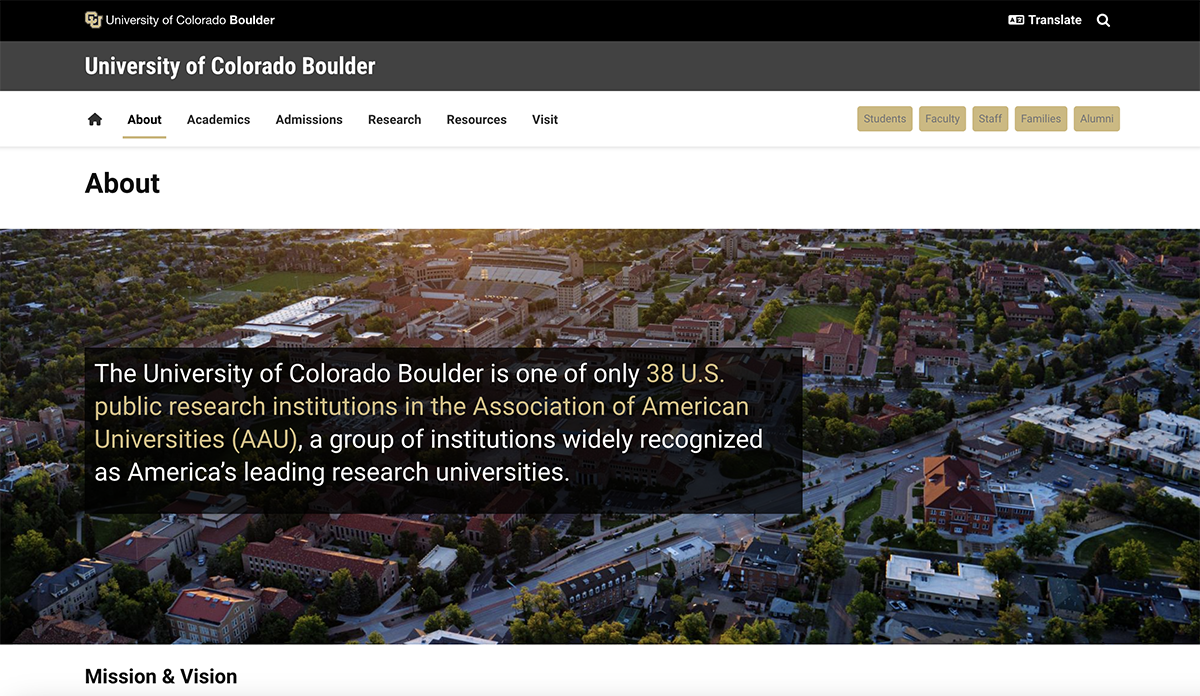 University of Colorado Boulder
Translate
University of Colorado Boulder
About Academics Admissions Research Resources Visit
Students Faculty Staff Families Alumni
About
The University of Colorado Boulder is one of only 38 U.S.
public research institutions in the Association of American
Universities (AAU), a group of institutions widely recognized
as America’s leading research universities.
Mission & Vision